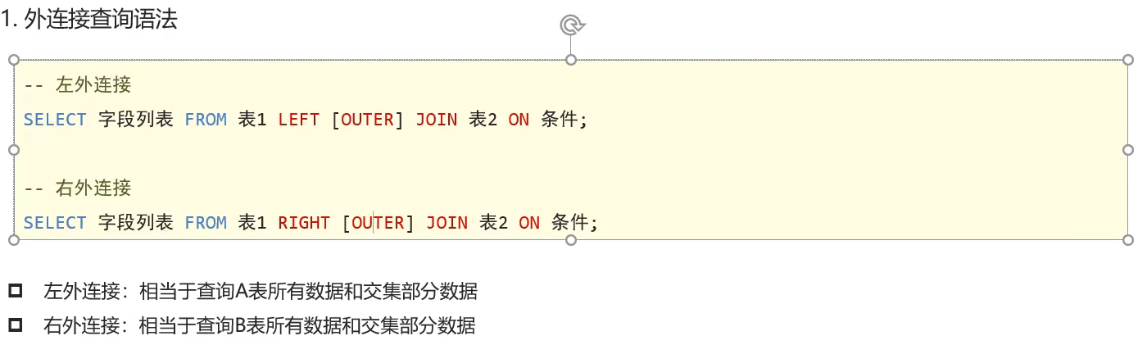 1. 外连接查询语法
-- 左外连接
SELECT 字段列表 FROM 表1 LEFT [OUTER] JOIN 表2 ON 条件;
-- 右外连接
SELECT 字段列表 FROM 表1 RIGHT [OUTER] JOIN 表2 ON 条件;
左外连接：相当于查询A表所有数据和交集部分数据
右外连接：相当于查询B表所有数据和交集部分数据